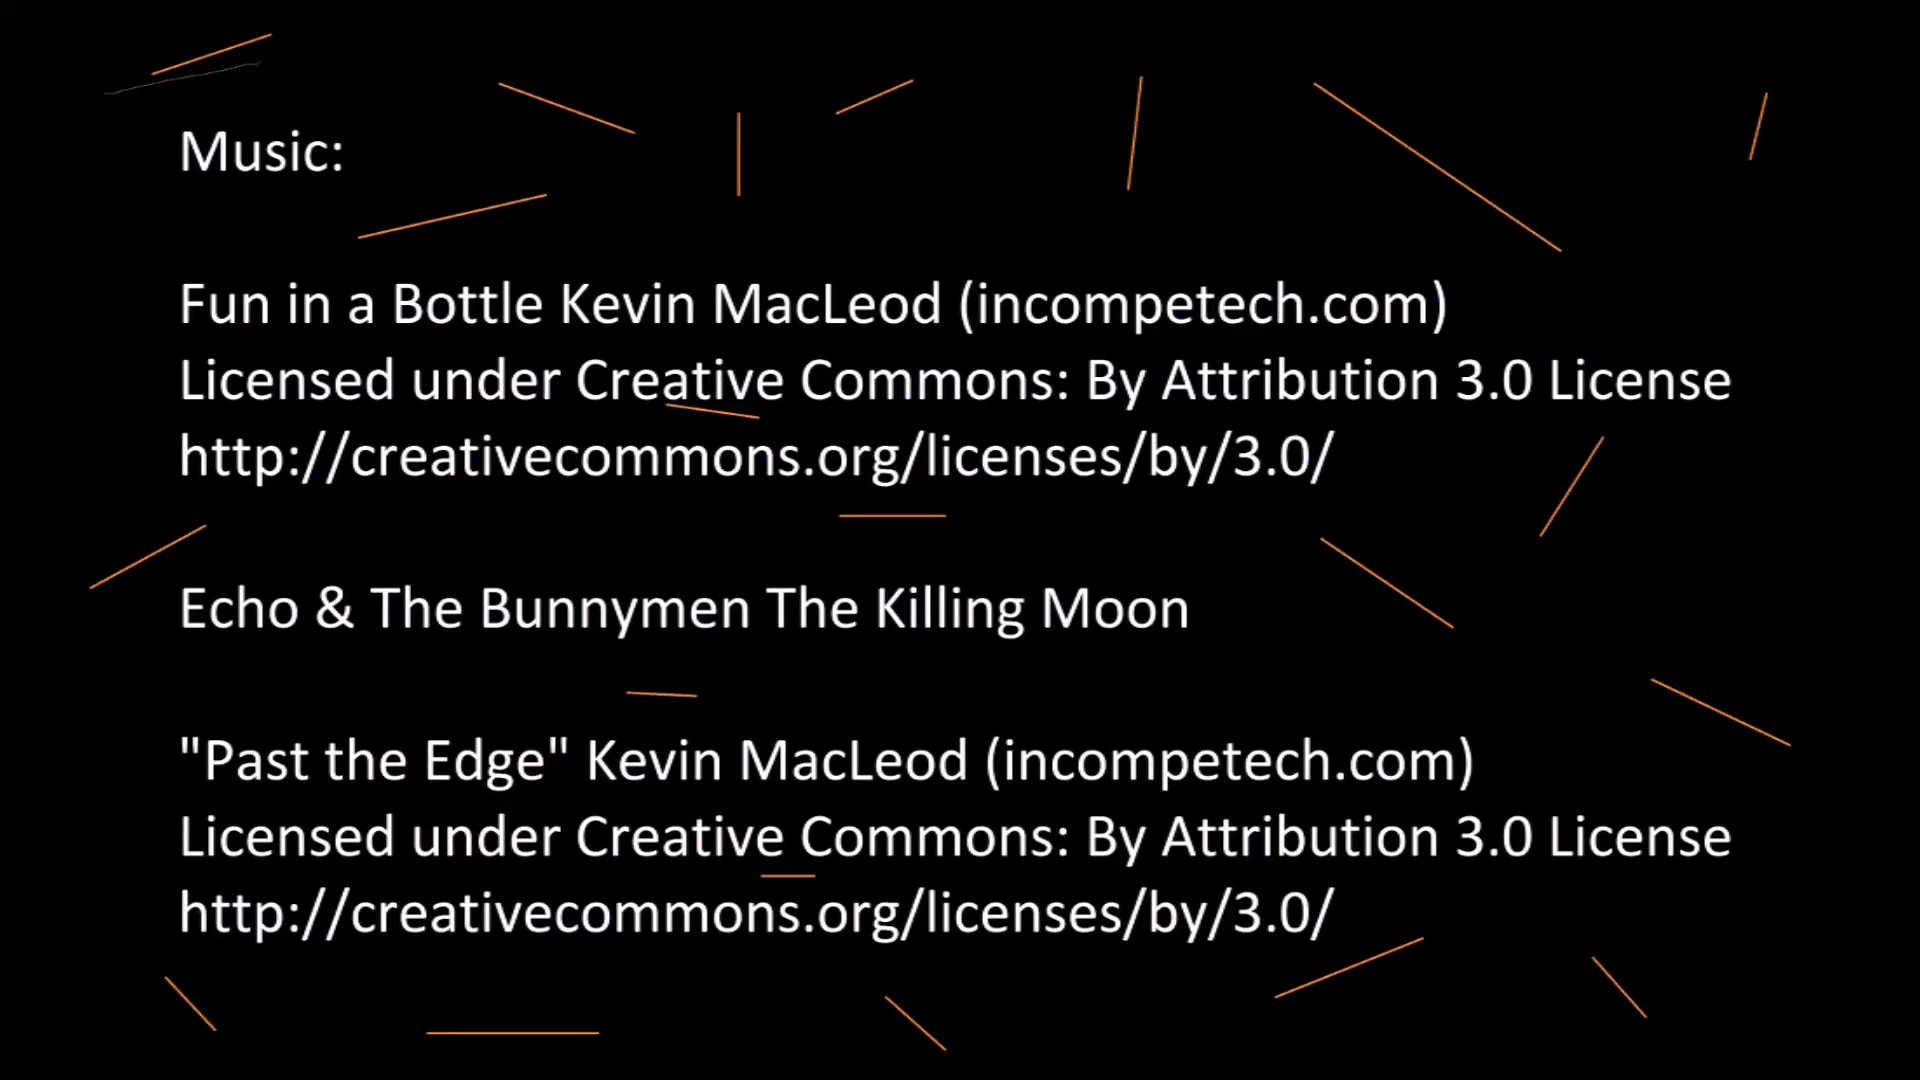 Music:
Fun in a Bottle Kevin MacLeod (incompetech.com)
Licensed under Creative Commons: By Attribution 3.0 License
http://creativecommons.org/licenses/by/3.0/
Echo & The Bunnymen The Killing Moon
"Past the Edge" Kevin MacLeod (incompetech.com)
Licensed under Creative Commons: By Attribution 3.0 License
http://creativecommons.org/licenses/by/3.0/